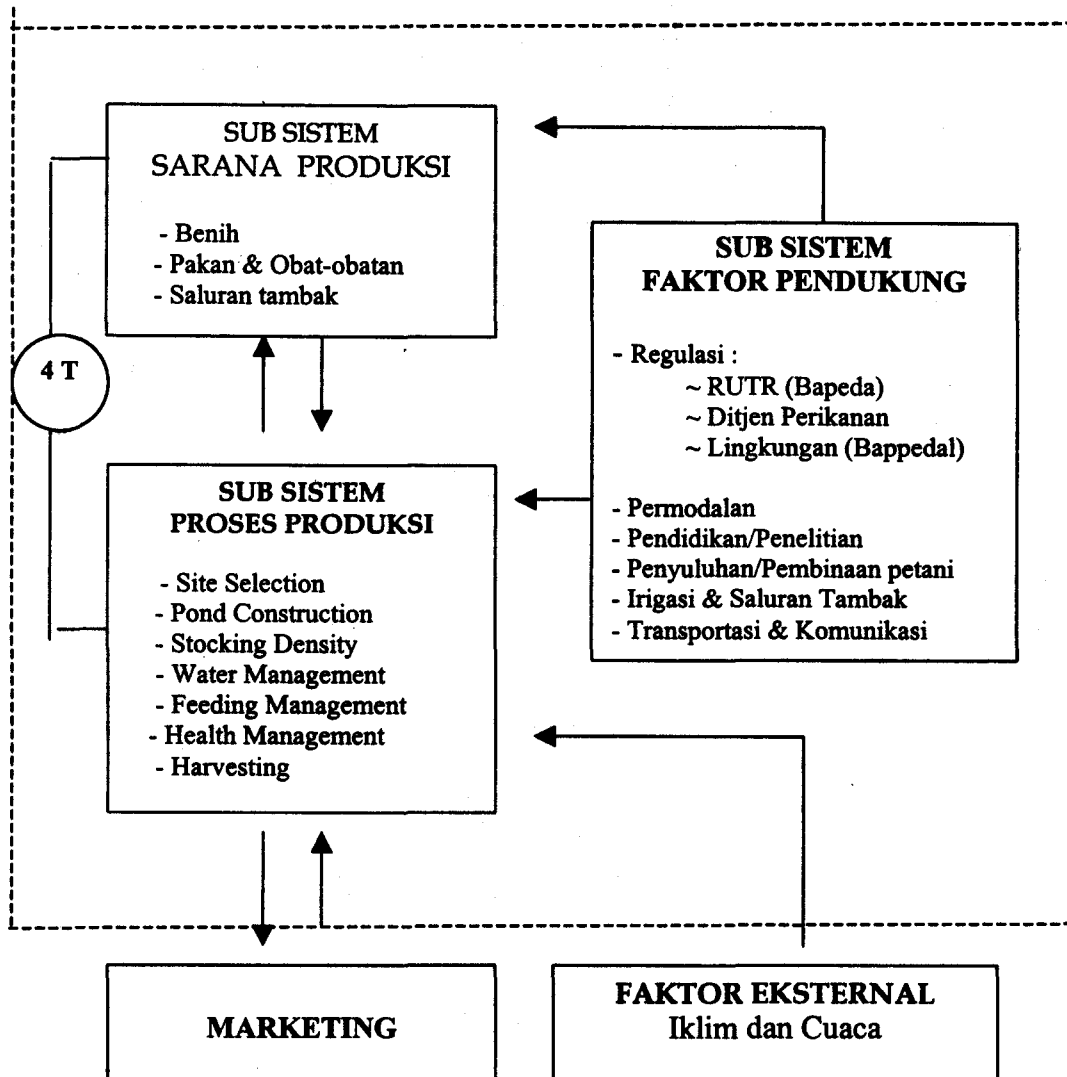 SUB SISTEM
SARANA PRODUKSI
- Benih
- Pakan & Obat-obatan
- Saluran tambak
4 T
SUB SISTEM
FAKTOR PENDUKUNG
- Regulasi :
~ RUTR (Bapeda)
~ Ditjen Perikanan
~ Lingkungan (Bappedal)
- Permodalan
- Pendidikan/Penelitian
- Penyuluhan/Pembinaan petani
- Irigasi & Saluran Tambak
- Transportasi & Komunikasi
SUB SISTEM
PROSES PRODUKSI
- Site Selection
- Pond Construction
- Stocking Density
- Water Management
- Feeding Management
- Health Management
- Harvesting
MARKETING
FAKTOR EKSTERNAL
Iklim dan Cuaca